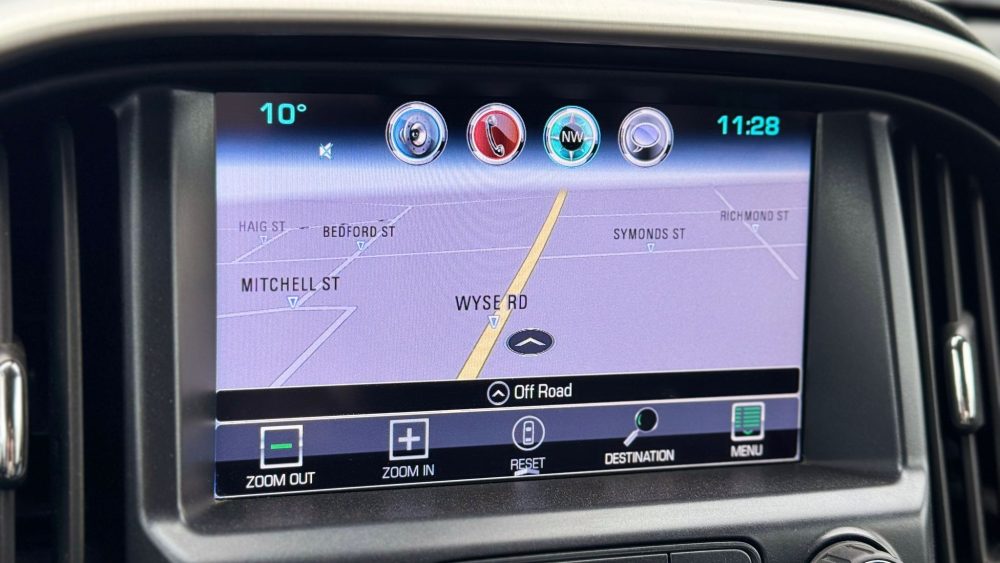 10°
11:28
NW
HAIG ST
BEDFORD ST
SYMONDS ST
RICHMOND ST
MITCHELL ST
WYSE RD
Off Road
ZOOM OUT
ZOOM IN
RESET
DESTINATION
MENU